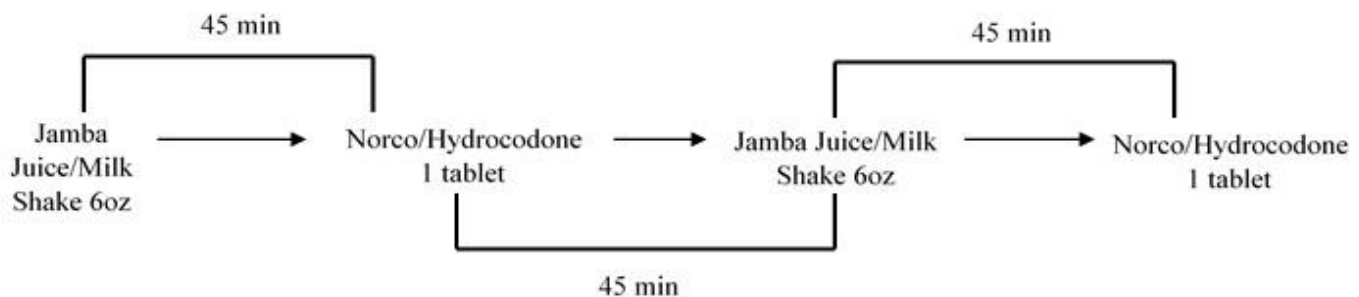 45 min
45 min
Jamba
Juice/Milk
Shake 6oz
Norco/Hydrocodone
1 tablet
Jamba Juice/Milk
Shake 6oz
Norco/Hydrocodone
1 tablet
45 min